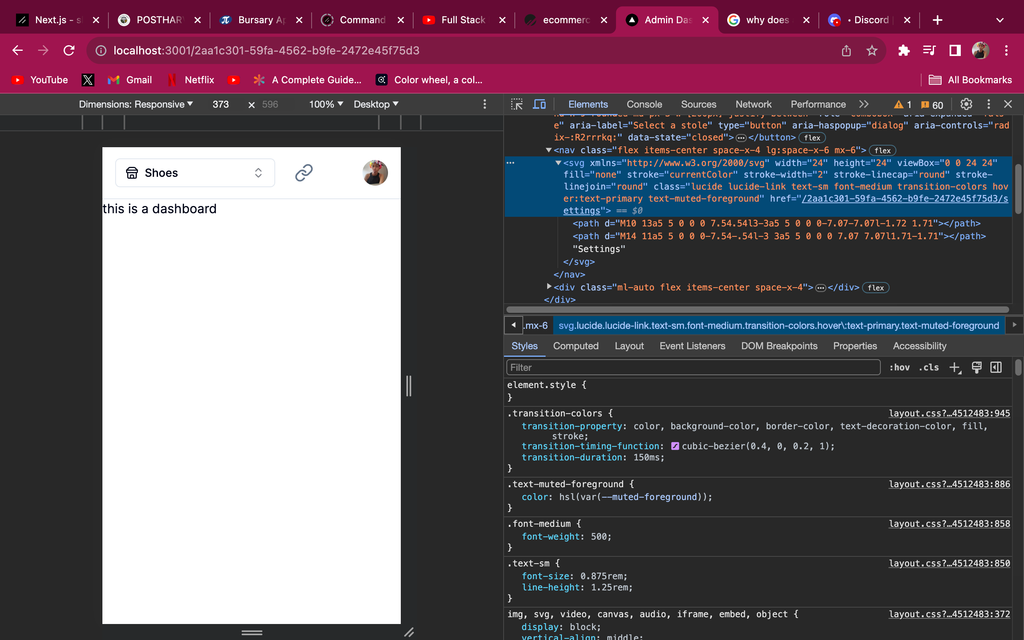 Next.js - sl
POSTHAR
Bursary Ap
Command
Full Stack
ecommerc
Admin Das
why does
• Discord |
localhost:3001/2aa1c301-59fa-4562-b9fe-2472e45f75d3
YouTube
Gmail
Netflix
A Complete Guide...
Color wheel, a col...
All Bookmarks
Dimensions: Responsive ▼ 373 × 596 100% ▼ Desktop ▼
Elements Console Sources Network Performance 1 60
Shoes
this is a dashboard
e" aria-label="Select a stole" type="button" aria-haspopup="dialog" aria-controls="rad
ix-:R2rrrkq:" data-state="closed">…</button> flex
▼<nav class="flex items-center space-x-4 lg:space-x-6 mx-6"> flex
… ▼<svg xmlns="http://www.w3.org/2000/svg" width="24" height="24" viewBox="0 0 24 24"
fill="none" stroke="currentColor" stroke-width="2" stroke-linecap="round" stroke-
linejoin="round" class="lucide lucide-link text-sm font-medium transition-colors hov
er:text-primary text-muted-foreground" href="/2aa1c301-59fa-4562-b9fe-2472e45f75d3/s
ettings"> == $0
<path d="M10 13a5 5 0 0 0 7.54.54l3-3a5 5 0 0 0-7.07-7.07l-1.72 1.71"></path>
<path d="M14 11a5 5 0 0 0-7.54-.54l-3 3a5 5 0 0 0 7.07 7.07l1.71-1.71"></path>
"Settings"
</svg>
</nav>
▶<div class="ml-auto flex items-center space-x-4">…</div> flex
</div>
.mx-6 svg.lucide.lucide-link.text-sm.font-medium.transition-colors.hover\:text-primary.text-muted-foreground
Styles Computed Layout Event Listeners DOM Breakpoints Properties Accessibility
Filter :hov .cls
element.style {
}
.transition-colors { layout.css?…4512483:945
transition-property: color, background-color, border-color, text-decoration-color, fill,
stroke;
transition-timing-function: cubic-bezier(0.4, 0, 0.2, 1);
transition-duration: 150ms;
}
.text-muted-foreground { layout.css?…4512483:886
color: hsl(var(--muted-foreground));
}
.font-medium { layout.css?…4512483:858
font-weight: 500;
}
.text-sm { layout.css?…4512483:850
font-size: 0.875rem;
line-height: 1.25rem;
}
img, svg, video, canvas, audio, iframe, embed, object { layout.css?…4512483:372
display: block;
vertical-align: middle;